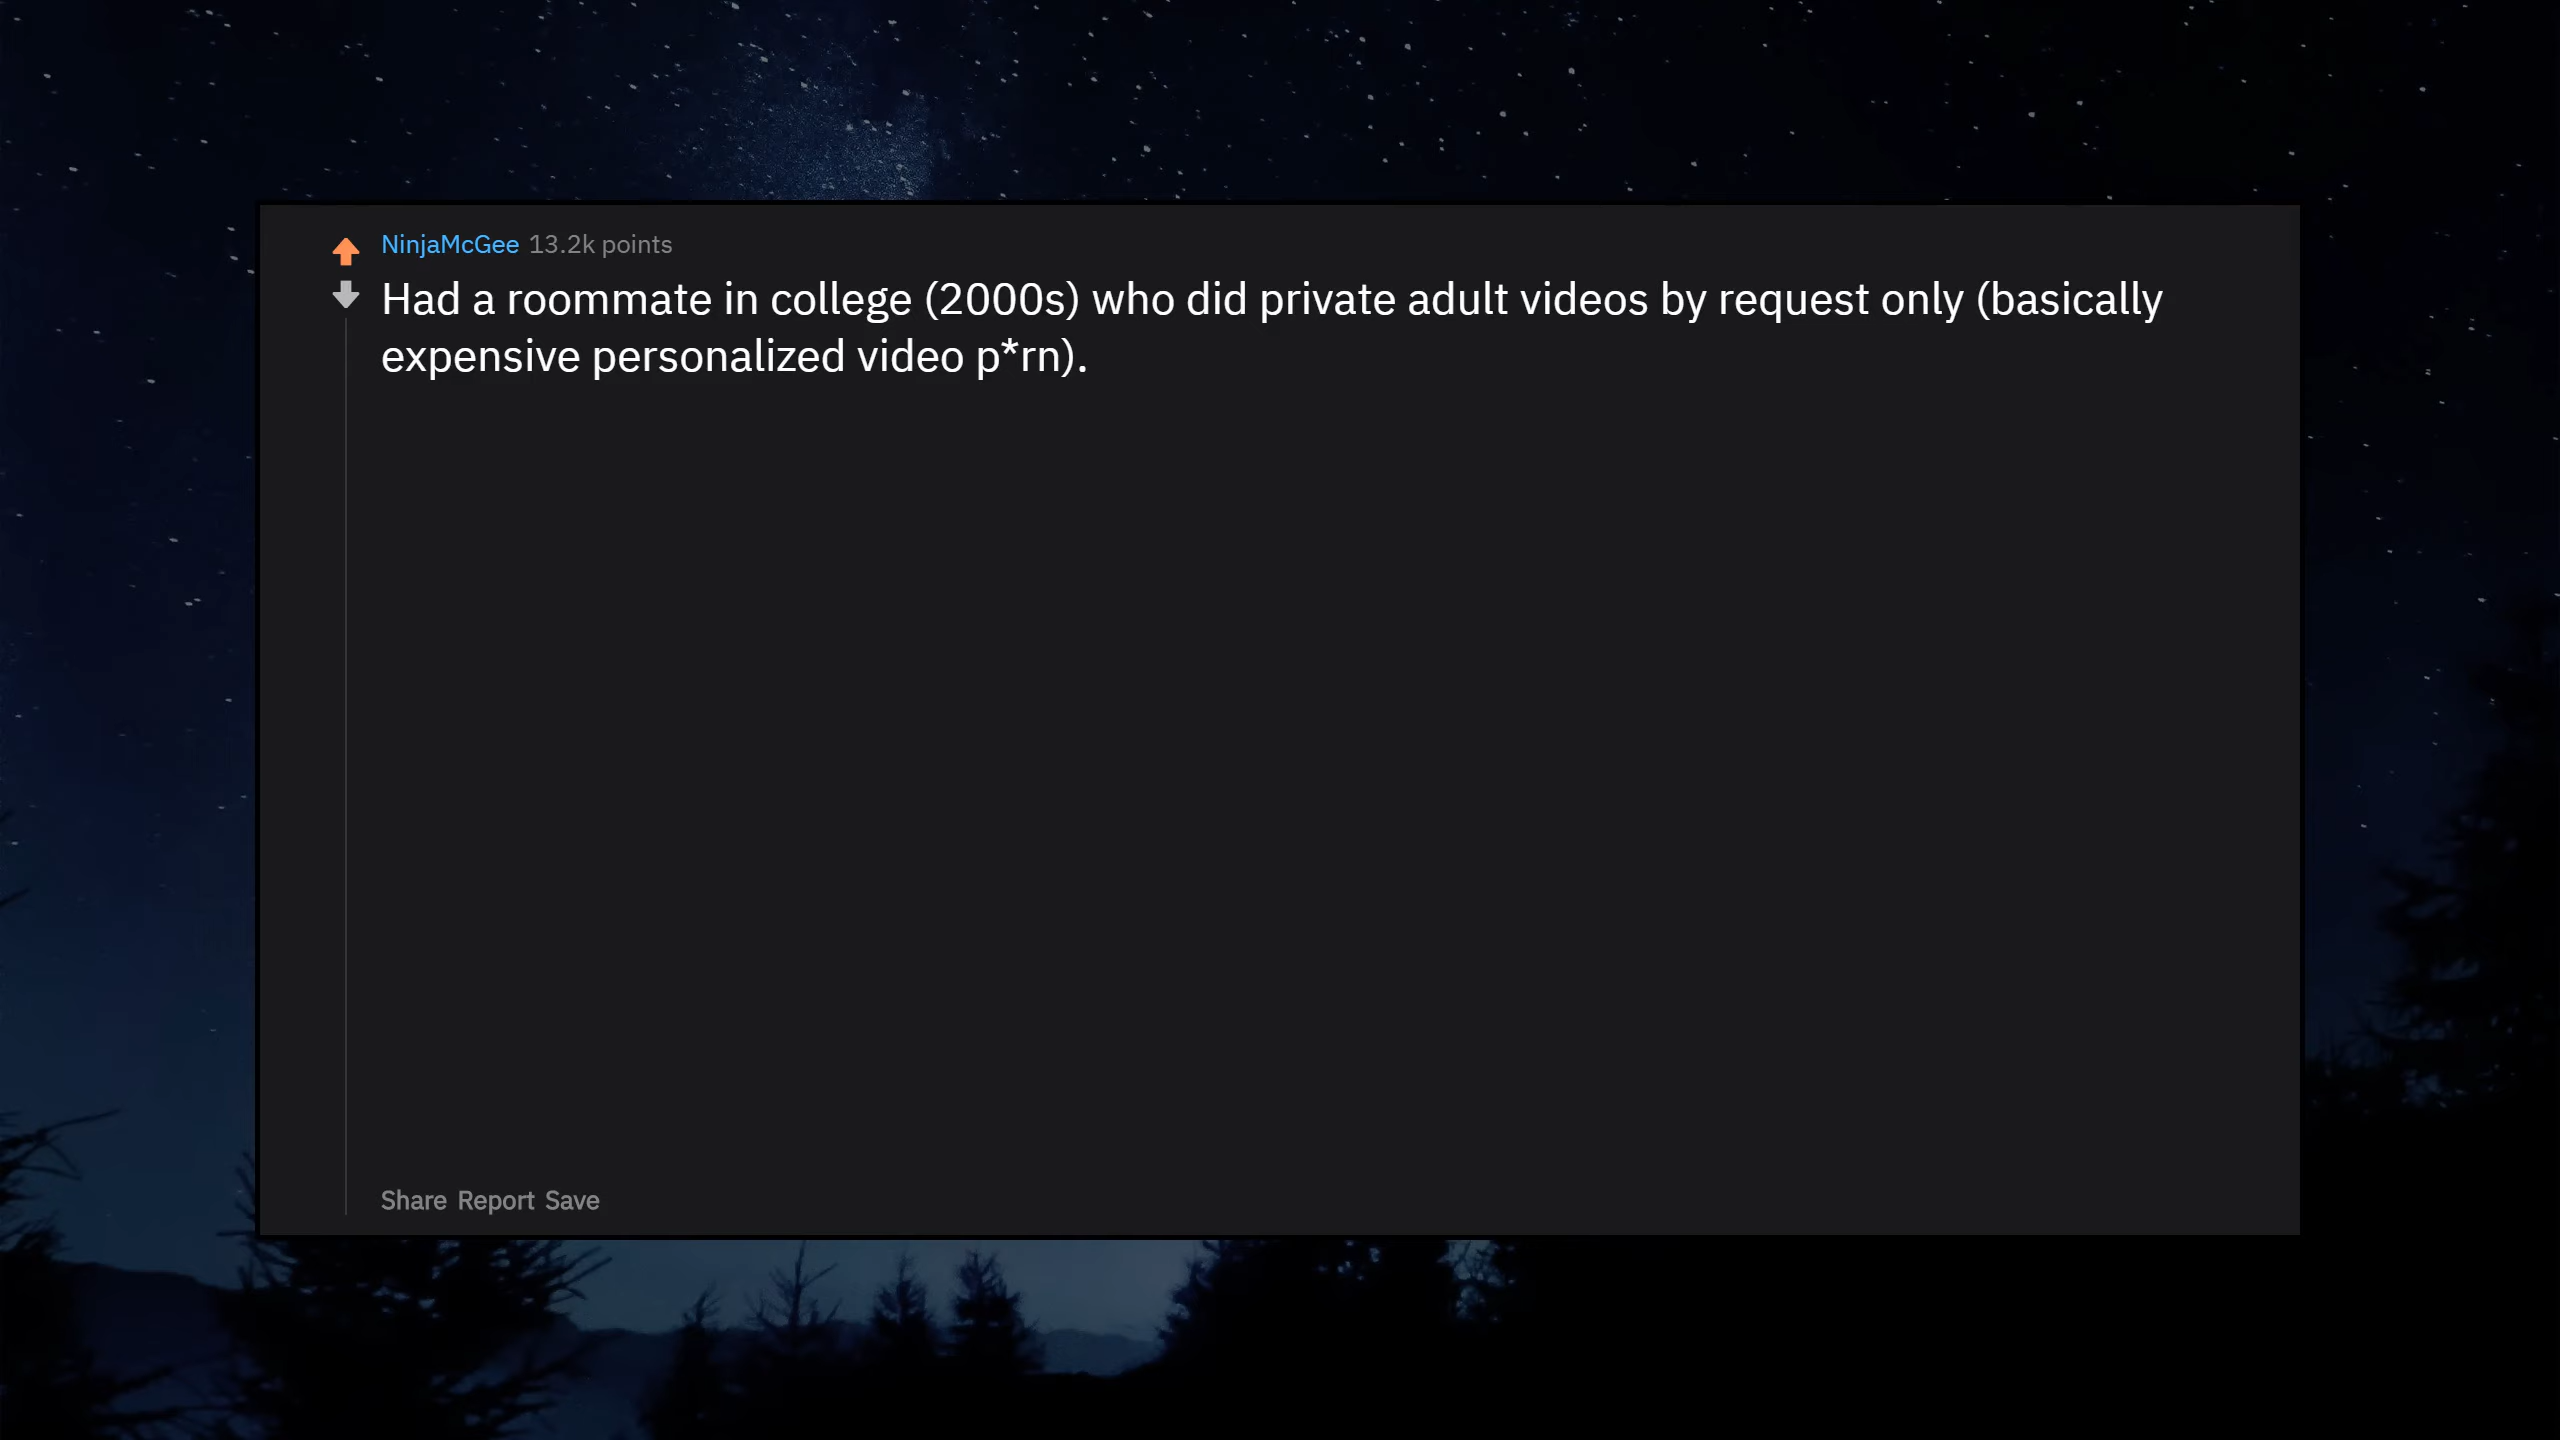 NinjaMcGee 13.2k points
Had a roommate in college (2000s) who did private adult videos by request only (basically
expensive personalized video p*rn).
Share Report Save